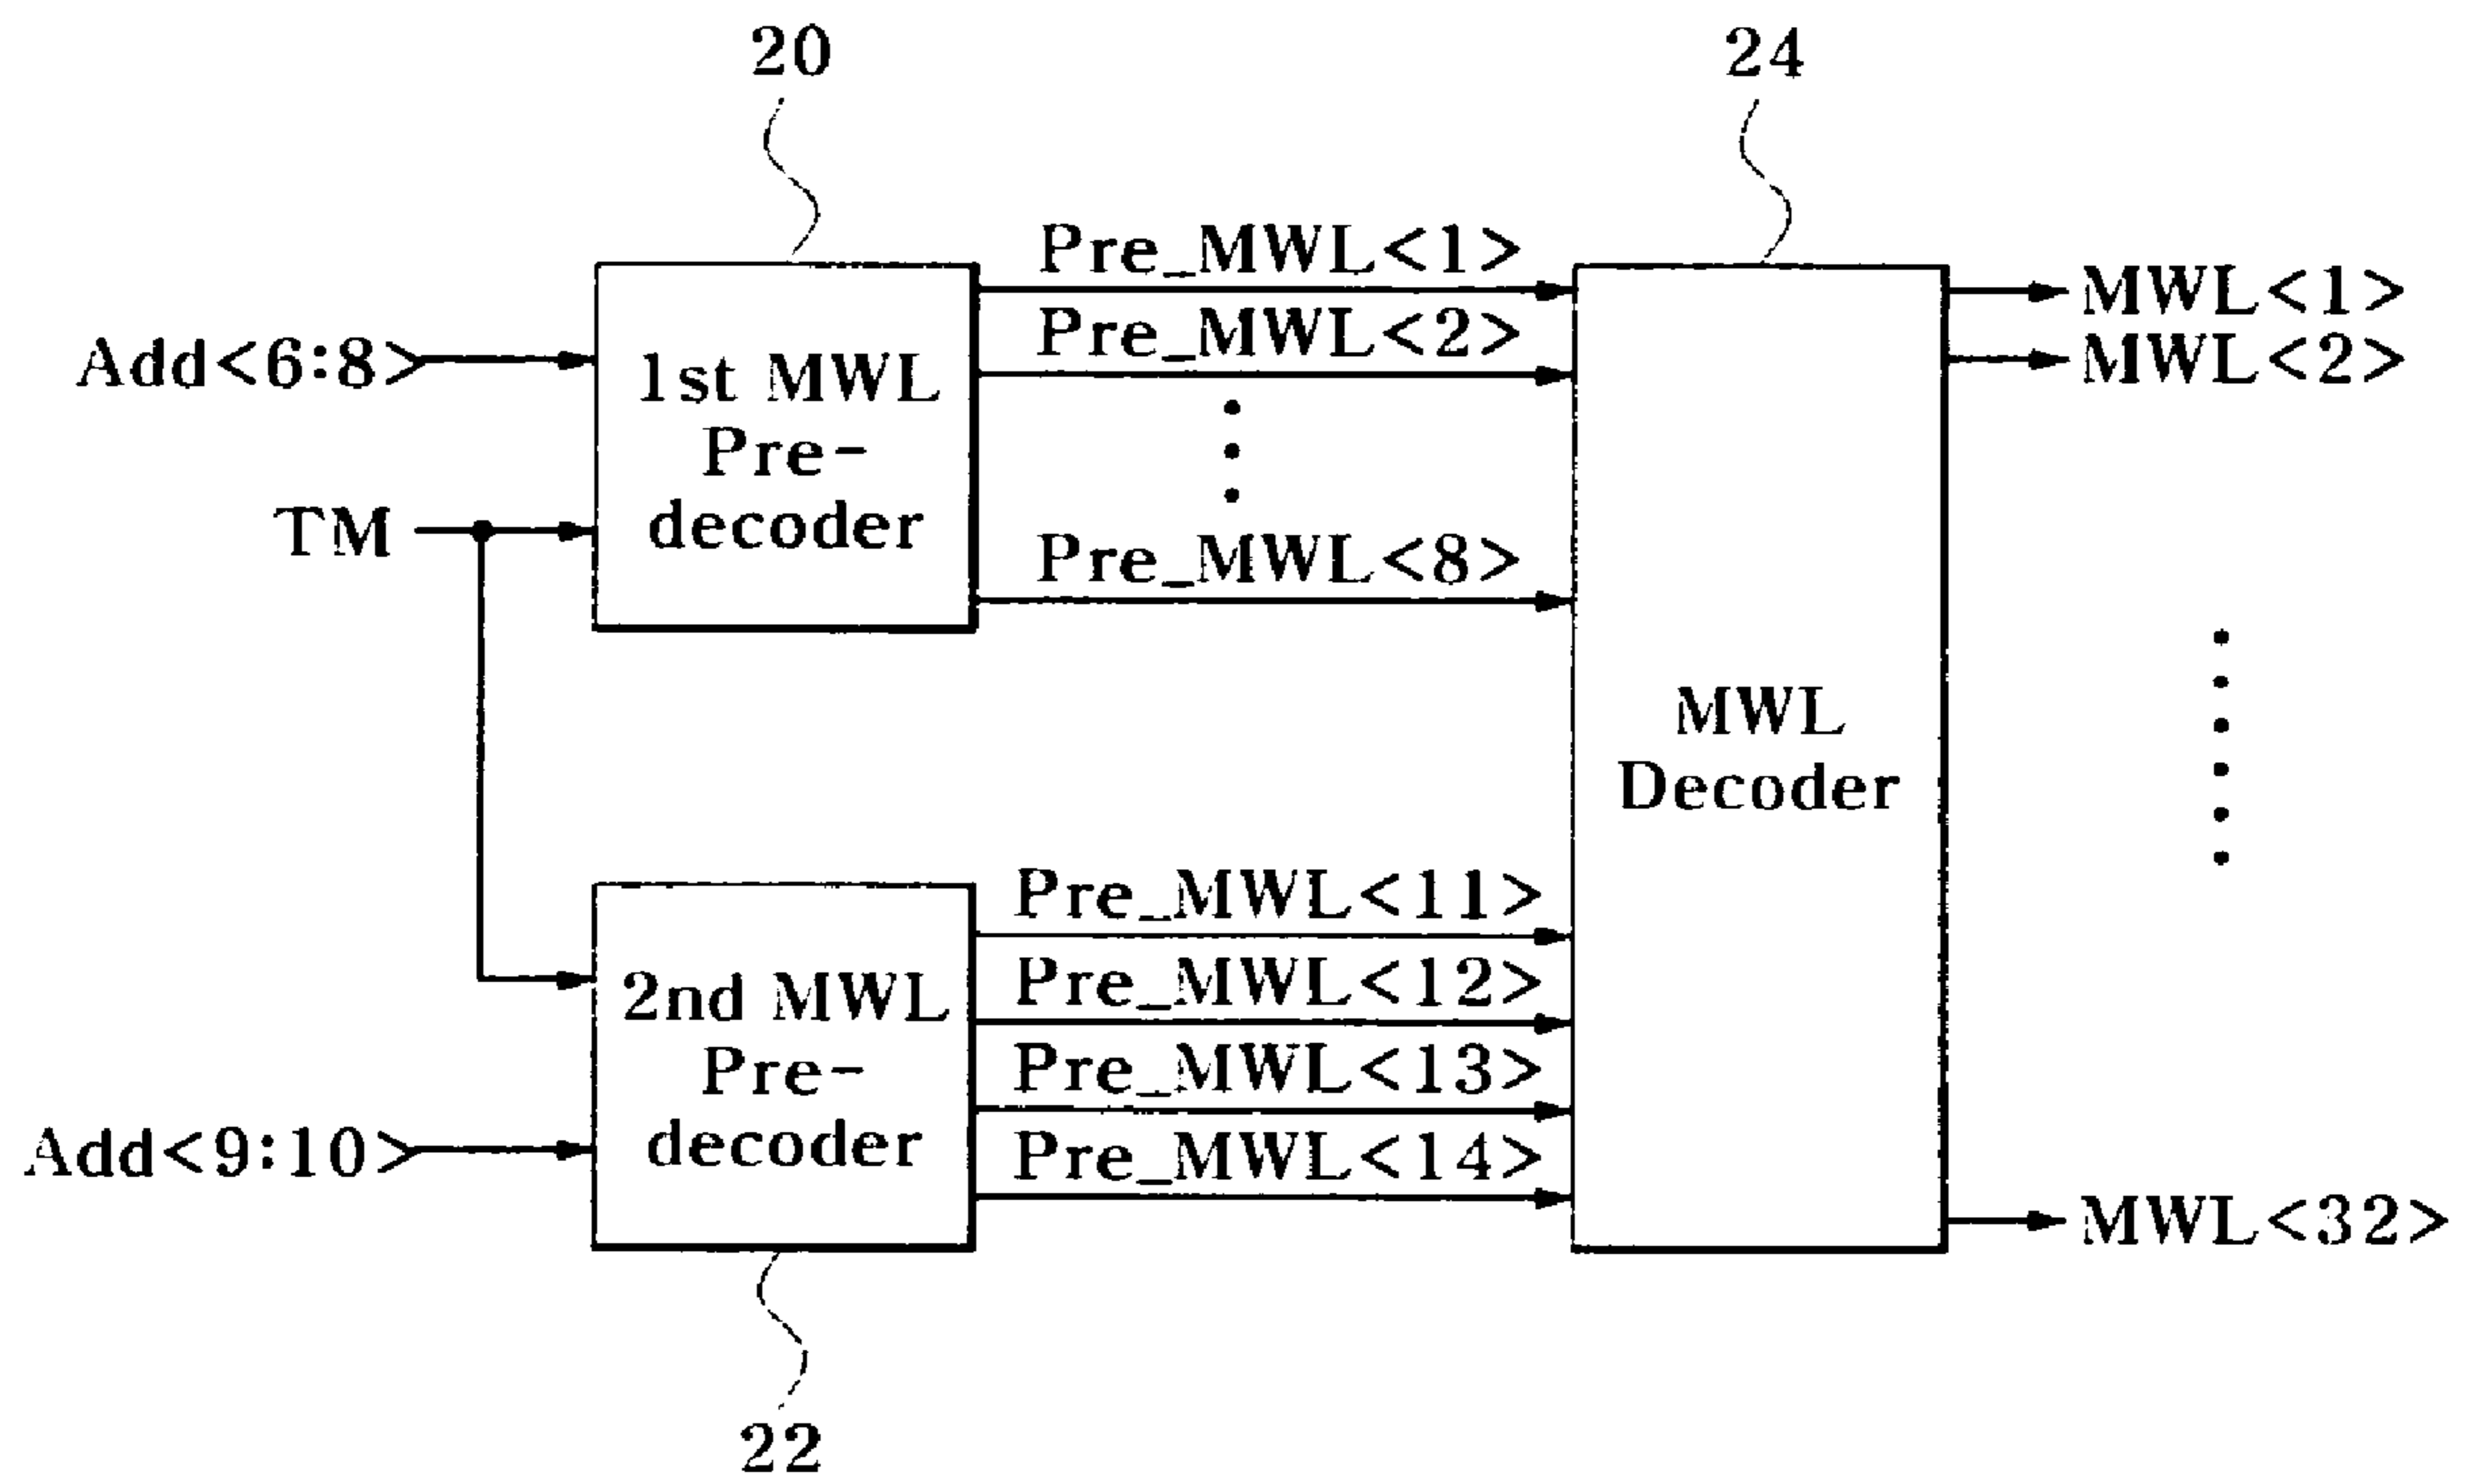 20
24
Pre_MWL<1>
MWL<1>
Pre_MWL<2>
MWL<2>
Add<6:8>
1st MWL
Pre-
decoder
TM
Pre_MWL<8>
MWL
Decoder
Pre_MWL<11>
2nd MWL
Pre-
decoder
Pre_MWL<12>
Pre_MWL<13>
Add<9:10>
Pre_MWL<14>
MWL<32>
22